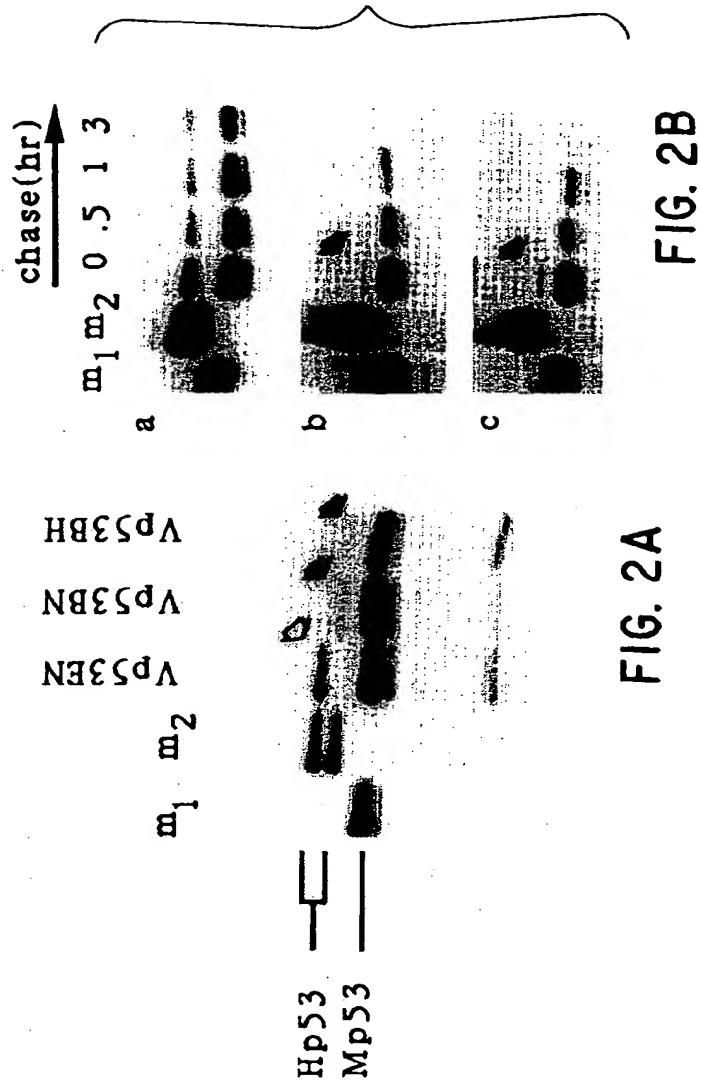 Vp53EN Vp53BN Vp53BH
m1 m2
Hp53
Mp53
FIG. 2A
chase(hr)
m1 m2 0 .5 1 3
a
b
c
FIG. 2B